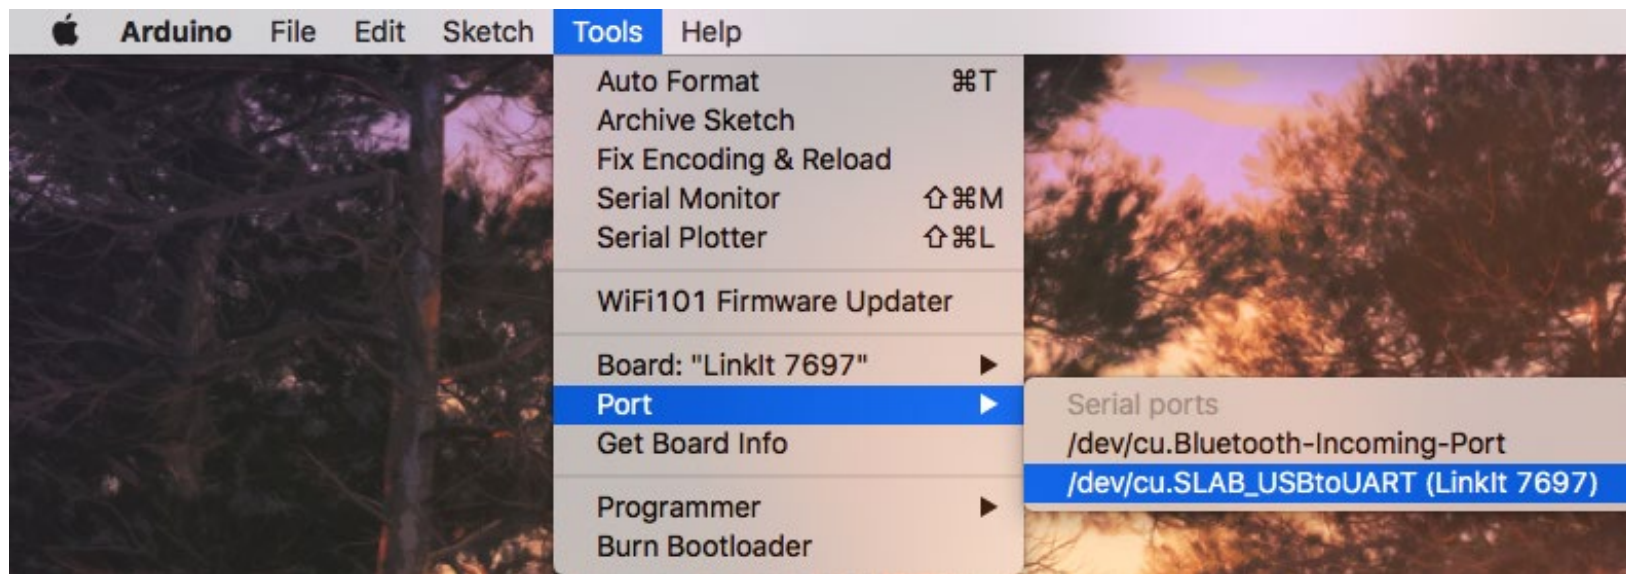 Arduino File Edit Sketch Tools Help
Auto Format ⌘T
Archive Sketch
Fix Encoding & Reload
Serial Monitor ⇧⌘M
Serial Plotter ⇧⌘L
WiFi101 Firmware Updater
Board: "LinkIt 7697" ▶
Port ▶
Get Board Info
Programmer ▶
Burn Bootloader
Serial ports
/dev/cu.Bluetooth-Incoming-Port
/dev/cu.SLAB_USBtoUART (LinkIt 7697)